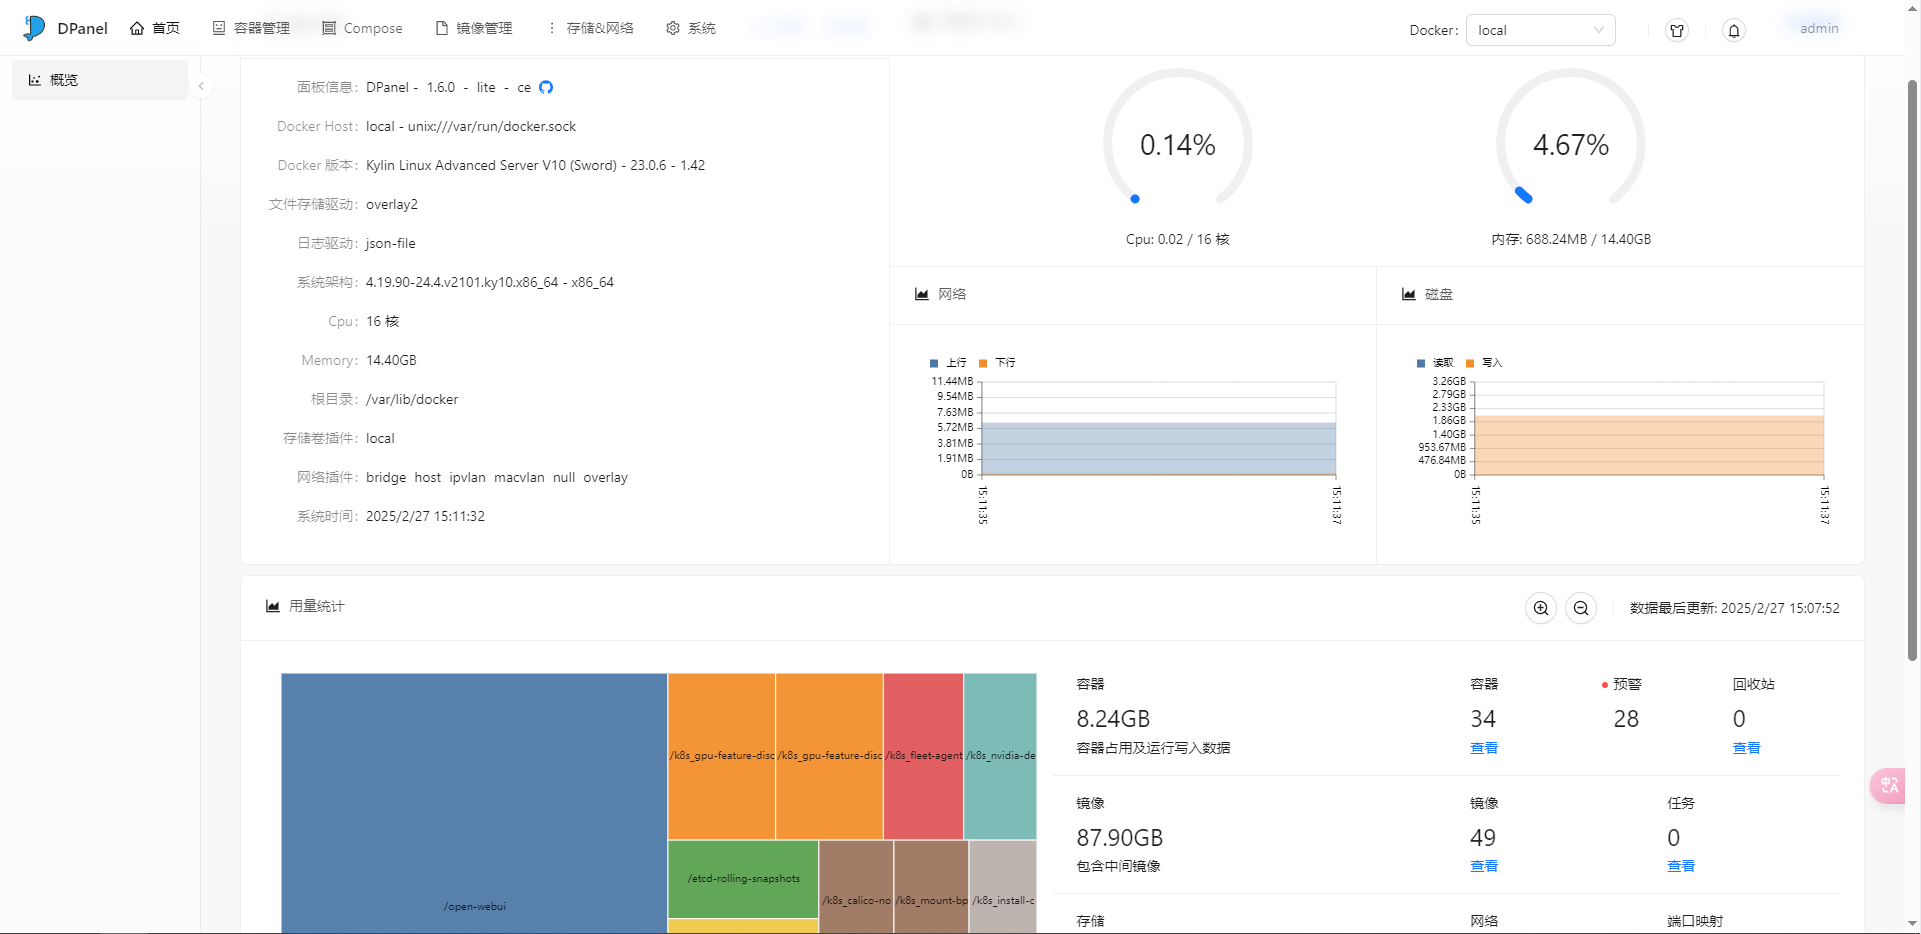 DPanel
首页
容器管理
Compose
镜像管理
存储&网络
系统
Docker:
local
admin
概览
面板信息: DPanel - 1.6.0 - lite - ce
Docker Host: local - unix:///var/run/docker.sock
Docker 版本: Kylin Linux Advanced Server V10 (Sword) - 23.0.6 - 1.42
文件存储驱动: overlay2
日志驱动: json-file
系统架构: 4.19.90-24.4.v2101.ky10.x86_64 - x86_64
Cpu: 16 核
Memory: 14.40GB
根目录: /var/lib/docker
存储卷插件: local
网络插件: bridge host ipvlan macvlan null overlay
系统时间: 2025/2/27 15:11:32
0.14%
Cpu: 0.02 / 16 核
4.67%
内存: 688.24MB / 14.40GB
网络
上行 下行
11.44MB
9.54MB
7.63MB
5.72MB
3.81MB
1.91MB
0B
15:11:35
15:11:37
磁盘
读取 写入
3.26GB
2.79GB
2.33GB
1.86GB
1.40GB
953.67MB
476.84MB
0B
15:11:35
15:11:37
用量统计
数据最后更新: 2025/2/27 15:07:52
/open-webui
/k8s_gpu-feature-disc
/k8s_gpu-feature-disc
/k8s_fleet-agent
/k8s_nvidia-de
/etcd-rolling-snapshots
/k8s_calico-no
/k8s_mount-bp
/k8s_install-c
容器
8.24GB
容器占用及运行写入数据
容器
34
查看
预警
28
回收站
0
查看
镜像
87.90GB
包含中间镜像
镜像
49
查看
任务
0
查看
存储
网络
端口映射
中
A